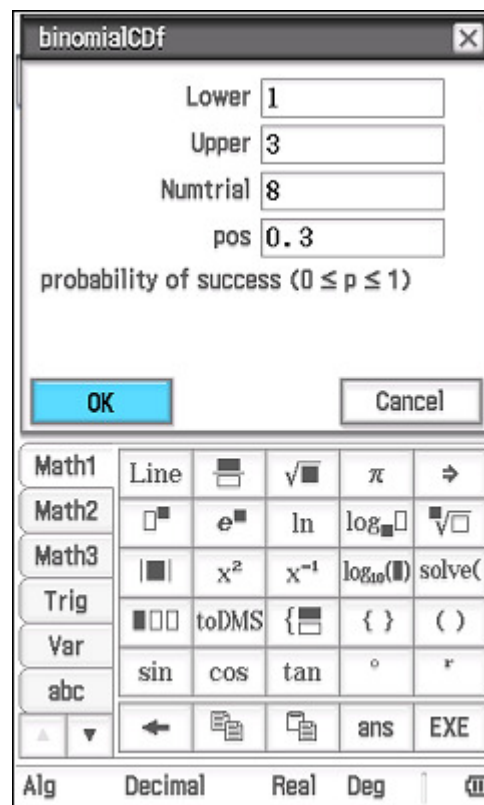 binomialCDf
Lower 1
Upper 3
Numtrial 8
pos 0.3
probability of success (0 ≤ p ≤ 1)
OK Cancel
Math1 Line √■ π ⇒
Math2 □■ e■ ln log■□ ■√□
Math3 |■| x² x⁻¹ log₁₀(■) solve(
Trig ■□□ toDMS { { } ( )
Var
sin cos tan ° r
abc
▲ ▼ ← ans EXE
Alg Decimal Real Deg